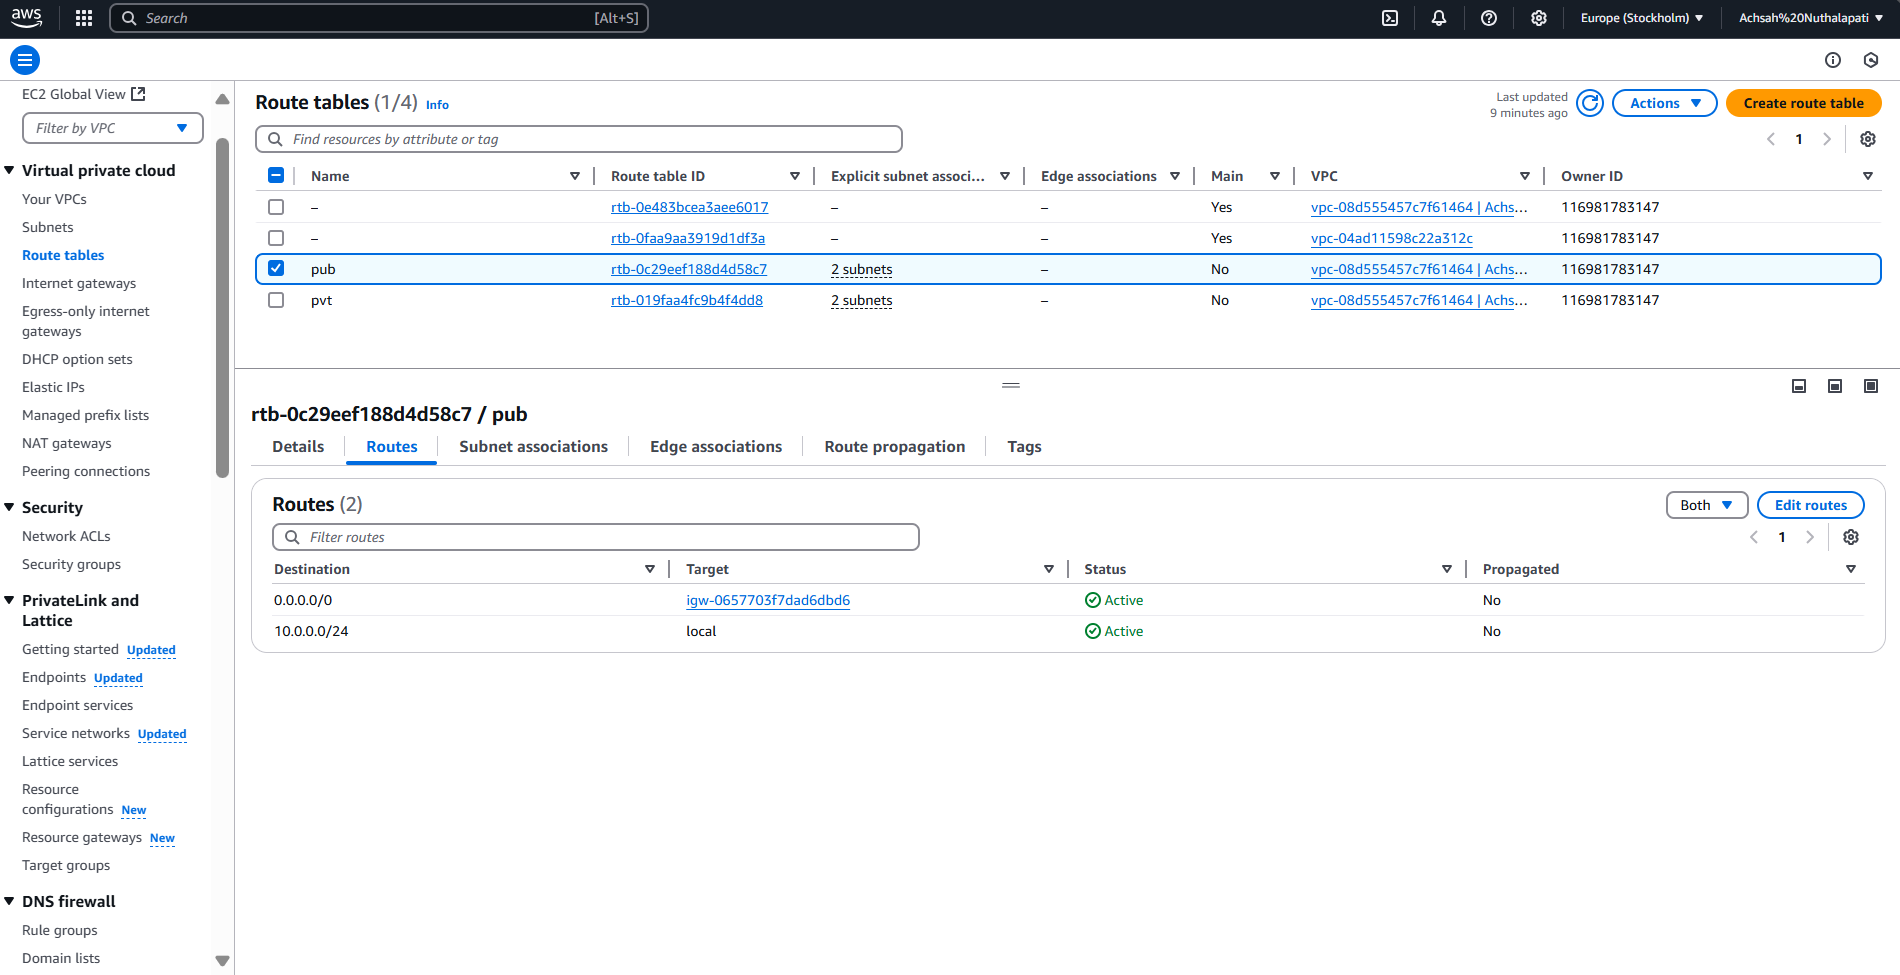 aws Search [Alt+S] Europe (Stockholm) Achsah%20Nuthalapati
EC2 Global View
Filter by VPC
Virtual private cloud
Your VPCs
Subnets
Route tables
Internet gateways
Egress-only internet
gateways
DHCP option sets
Elastic IPs
Managed prefix lists
NAT gateways
Peering connections
Security
Network ACLs
Security groups
PrivateLink and
Lattice
Getting started Updated
Endpoints Updated
Endpoint services
Service networks Updated
Lattice services
Resource
configurations New
Resource gateways New
Target groups
DNS firewall
Rule groups
Domain lists
Route tables (1/4) Info
Last updated
9 minutes ago
Actions
Create route table
Find resources by attribute or tag
1
Name Route table ID Explicit subnet associ... Edge associations Main VPC Owner ID
– rtb-0e483bcea3aee6017 – – Yes vpc-08d555457c7f61464 | Achs... 116981783147
– rtb-0faa9aa3919d1df3a – – Yes vpc-04ad11598c22a312c 116981783147
pub rtb-0c29eef188d4d58c7 2 subnets – No vpc-08d555457c7f61464 | Achs... 116981783147
pvt rtb-019faa4fc9b4f4dd8 2 subnets – No vpc-08d555457c7f61464 | Achs... 116981783147
rtb-0c29eef188d4d58c7 / pub
Details Routes Subnet associations Edge associations Route propagation Tags
Routes (2)
Both
Edit routes
Filter routes
1
Destination Target Status Propagated
0.0.0.0/0 igw-0657703f7dad6dbd6 Active No
10.0.0.0/24 local Active No